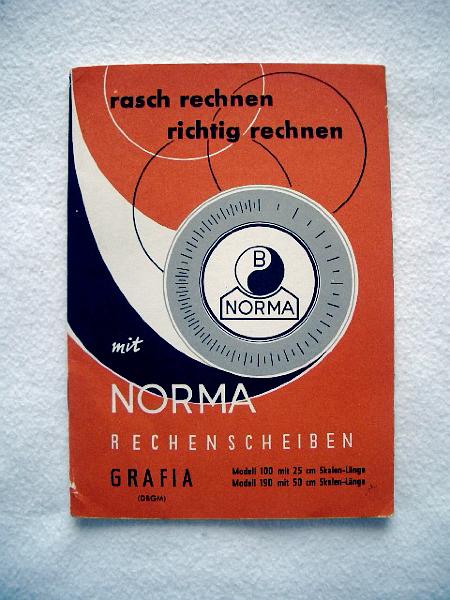 rasch rechnen
richtig rechnen
B
NORMA
mit
NORMA
RECHENSCHEIBEN
GRAFIA
(DBGM)
Modell 100 mit 25 cm Skalen-Länge
Modell 190 mit 50 cm Skalen-Länge